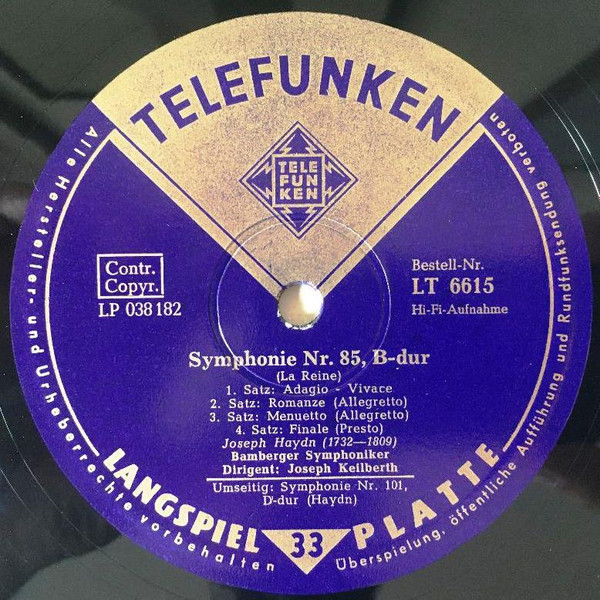 TELEFUNKEN
TELE
FUN
KEN
Contr.
Copyr.
LP 038182
Bestell-Nr.
LT 6615
Hi-Fi-Aufnahme
Symphonie Nr. 85, B-dur
(La Reine)
1. Satz: Adagio - Vivace
2. Satz: Romanze (Allegretto)
3. Satz: Menuetto (Allegretto)
4. Satz: Finale (Presto)
Joseph Haydn (1732—1809)
Bamberger Symphoniker
Dirigent: Joseph Keilberth
Umseitig: Symphonie Nr. 101,
D-dur (Haydn)
LANGSPIEL 33 PLATTE
Alle Hersteller- und Urheberrechte vorbehalten
Überspielung, öffentliche Aufführung und Rundfunksendung verboten